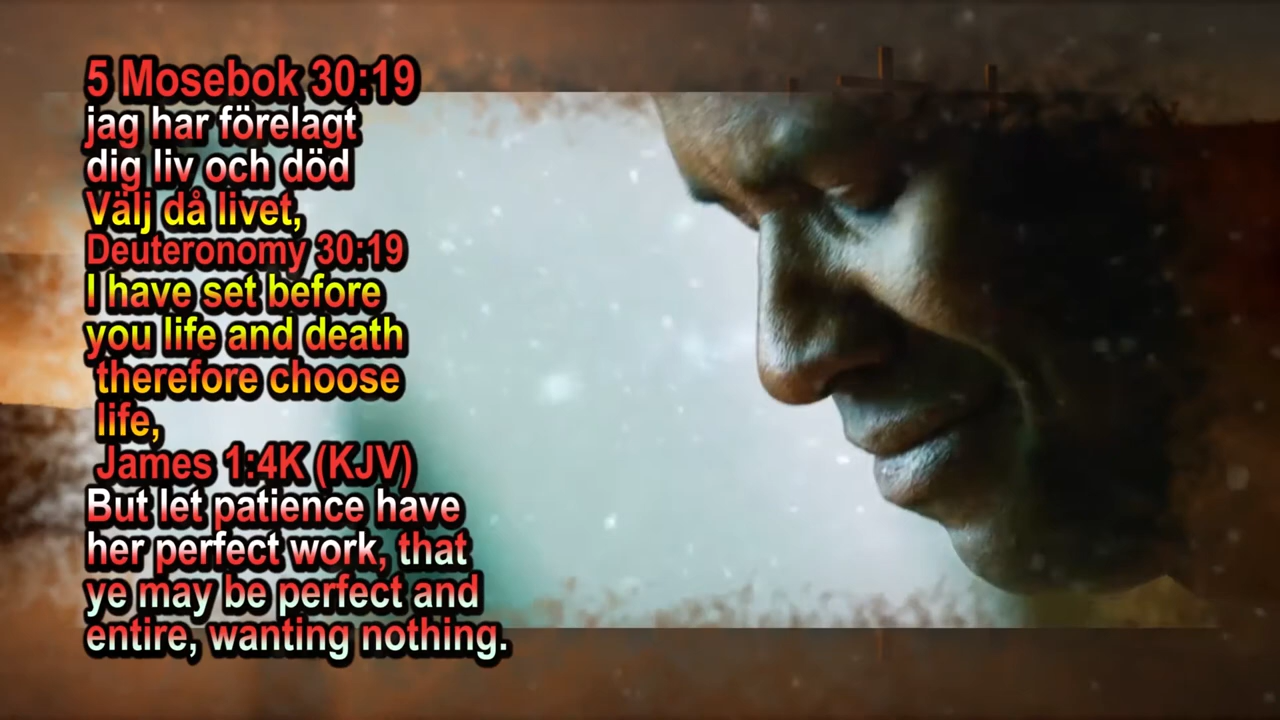 5 Mosebok 30:19
jag har förelagt
dig liv och död
Välj då livet,
Deuteronomy 30:19
I have set before
you life and death
therefore choose
life,
James 1:4K (KJV)
But let patience have
her perfect work, that
ye may be perfect and
entire, wanting nothing.